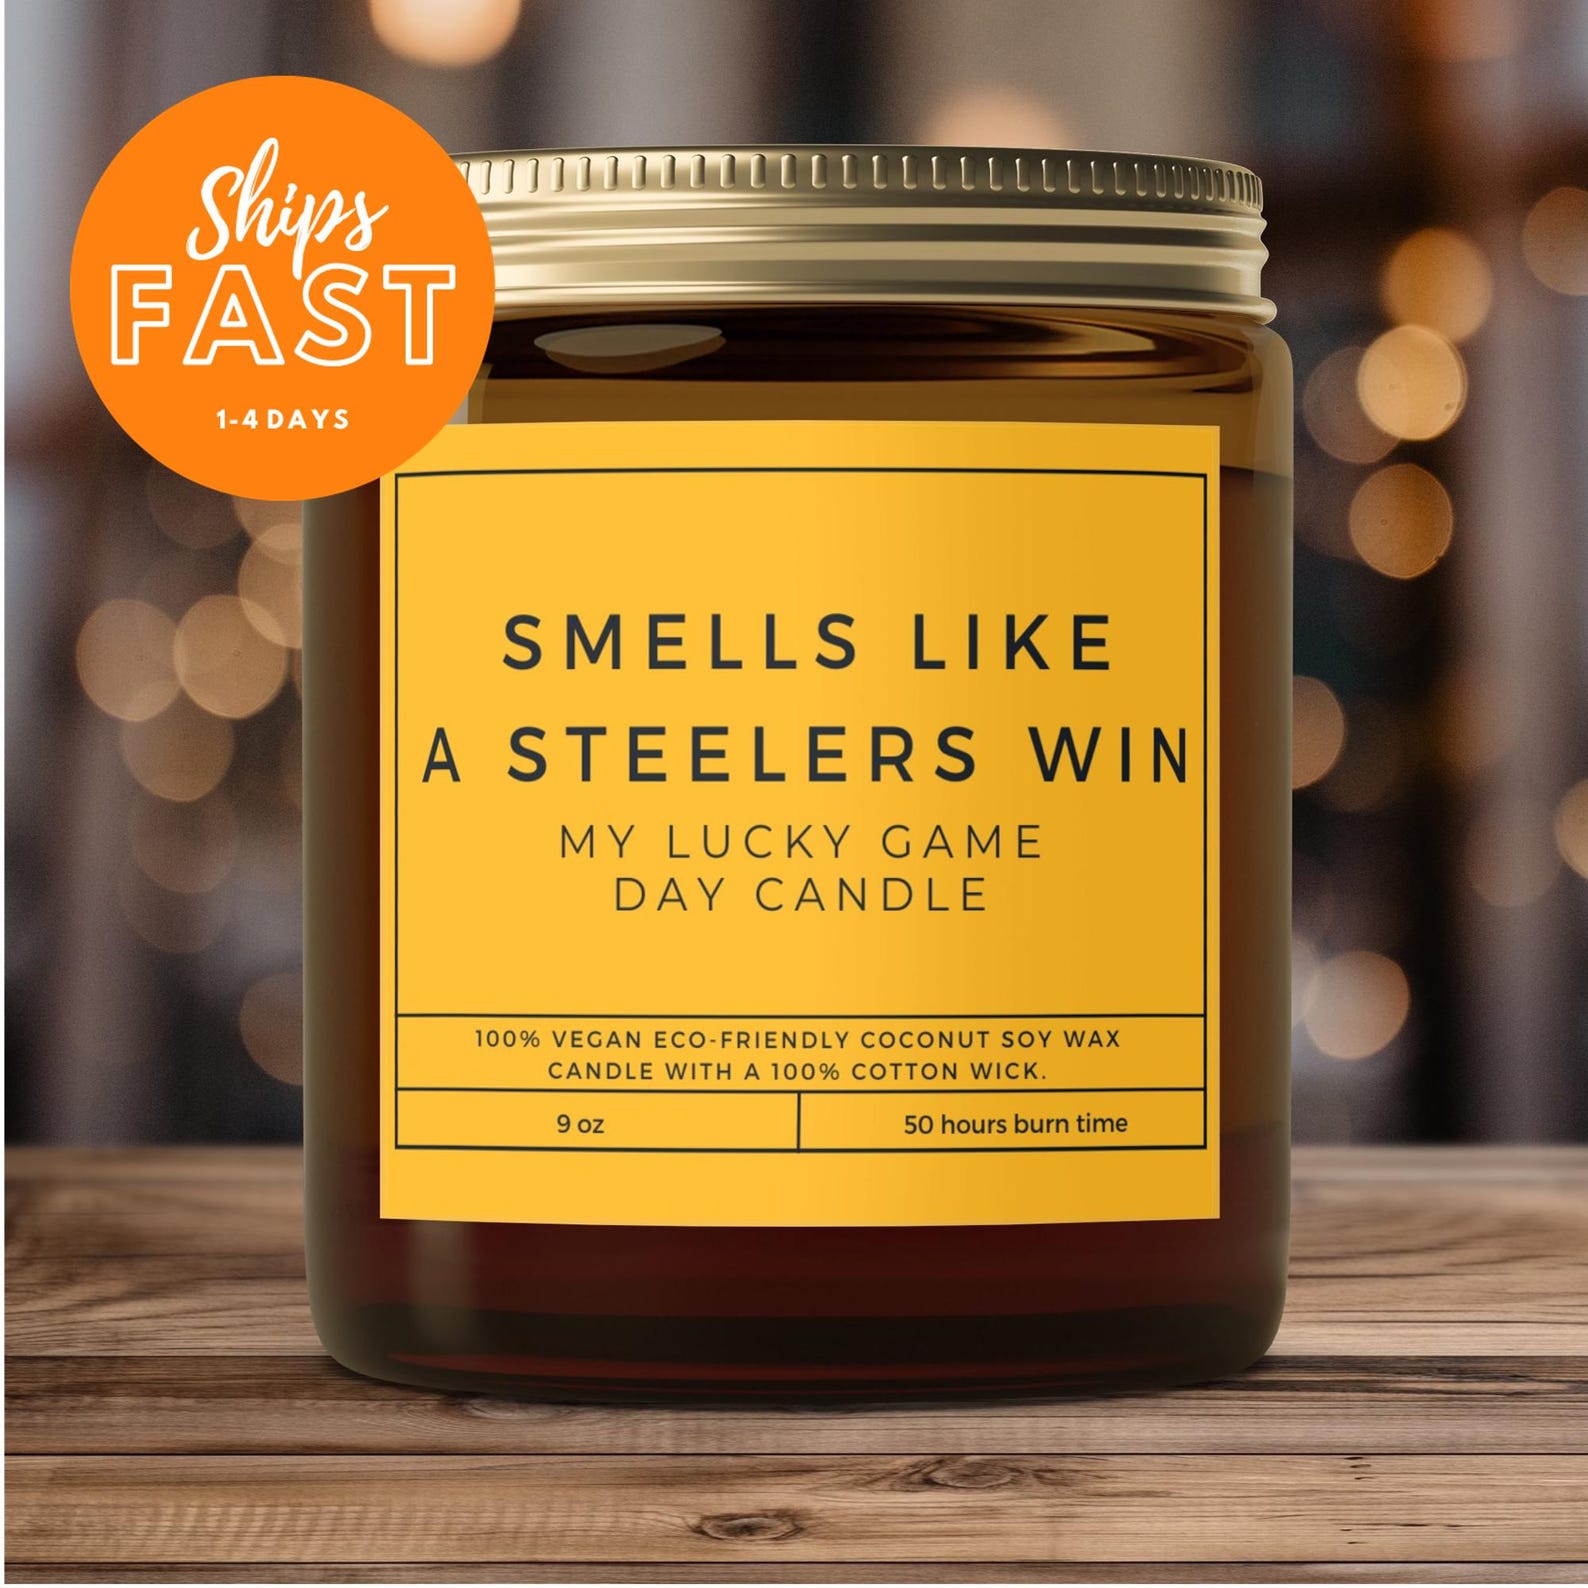 Ships
FAST
1-4 DAYS
SMELLS LIKE
A STEELERS WIN
MY LUCKY GAME
DAY CANDLE
100% VEGAN ECO-FRIENDLY COCONUT SOY WAX
CANDLE WITH A 100% COTTON WICK.
9 oz
50 hours burn time